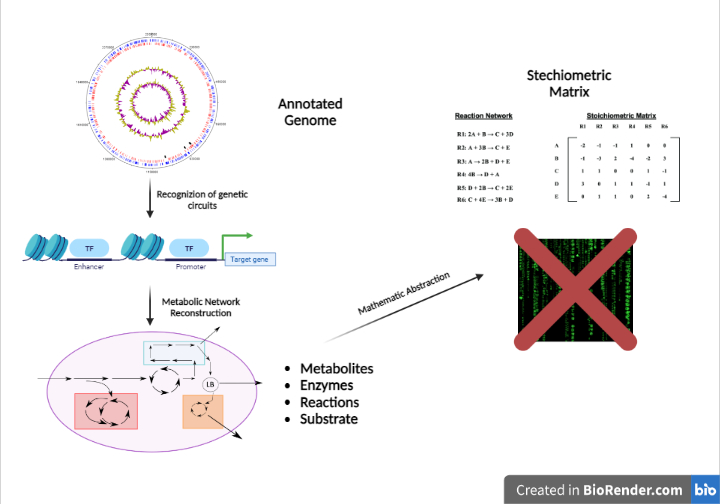 Annotated
Genome
Recognizion of genetic
circuits
TF
TF
Enhancer
Promoter
Target gene
Metabolic Network
Reconstruction
LB
• Metabolites
• Enzymes
• Reactions
• Substrate
Mathematic Abstraction
Stechiometric
Matrix
Reaction Network
R1: 2A + B → C + 3D
R2: A + 3B → C + E
R3: A → 2B + D + E
R4: 4B → D + A
R5: D + 2B → C + 2E
R6: C + 4E → 3B + D
Stoichiometric Matrix
R1 R2 R3 R4 R5 R6
A -2 -1 -1 1 0 0
B -1 -3 2 -4 -2 3
C 1 1 0 0 1 -1
D 3 0 1 1 -1 1
E 0 1 1 0 2 -4
Created in BioRender.com bio